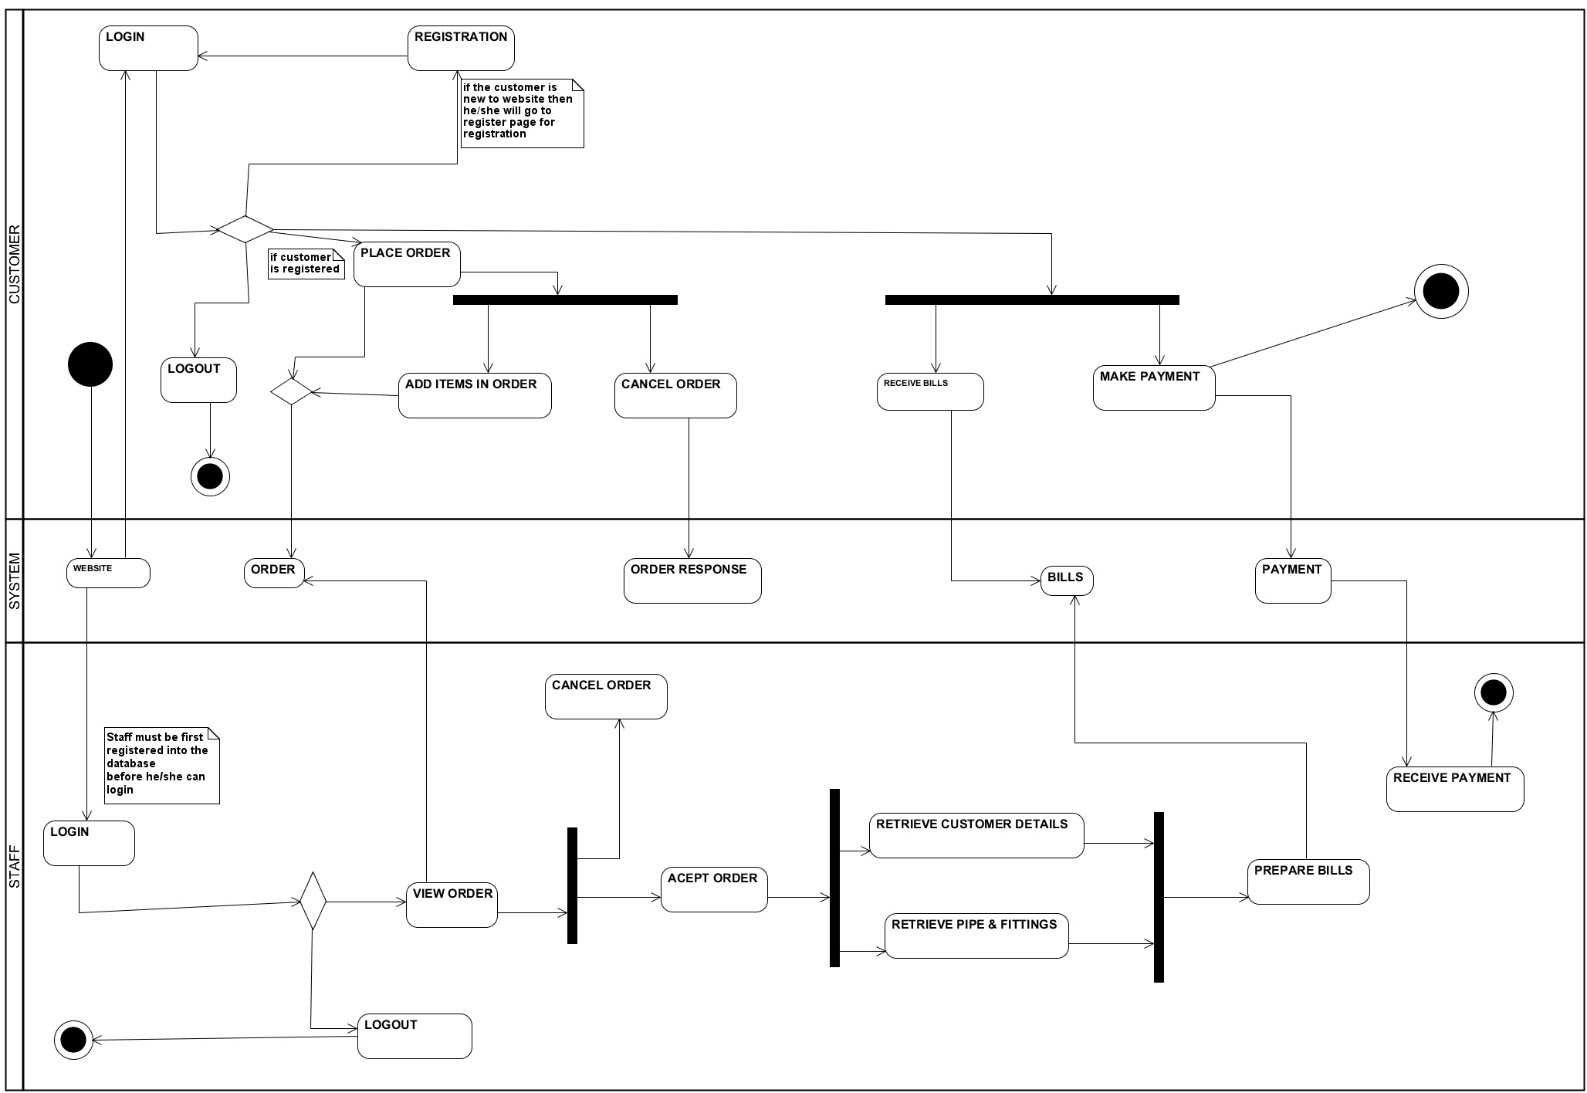 LOGIN
REGISTRATION
if the customer is
new to website then
he/she will go to
register page for
registration
CUSTOMER
if customer
is registered
PLACE ORDER
LOGOUT
ADD ITEMS IN ORDER
CANCEL ORDER
RECEIVE BILLS
MAKE PAYMENT
SYSTEM
WEBSITE
ORDER
ORDER RESPONSE
BILLS
PAYMENT
STAFF
CANCEL ORDER
Staff must be first
registered into the
database
before he/she can
login
RECEIVE PAYMENT
LOGIN
RETRIEVE CUSTOMER DETAILS
VIEW ORDER
ACEPT ORDER
PREPARE BILLS
RETRIEVE PIPE & FITTINGS
LOGOUT